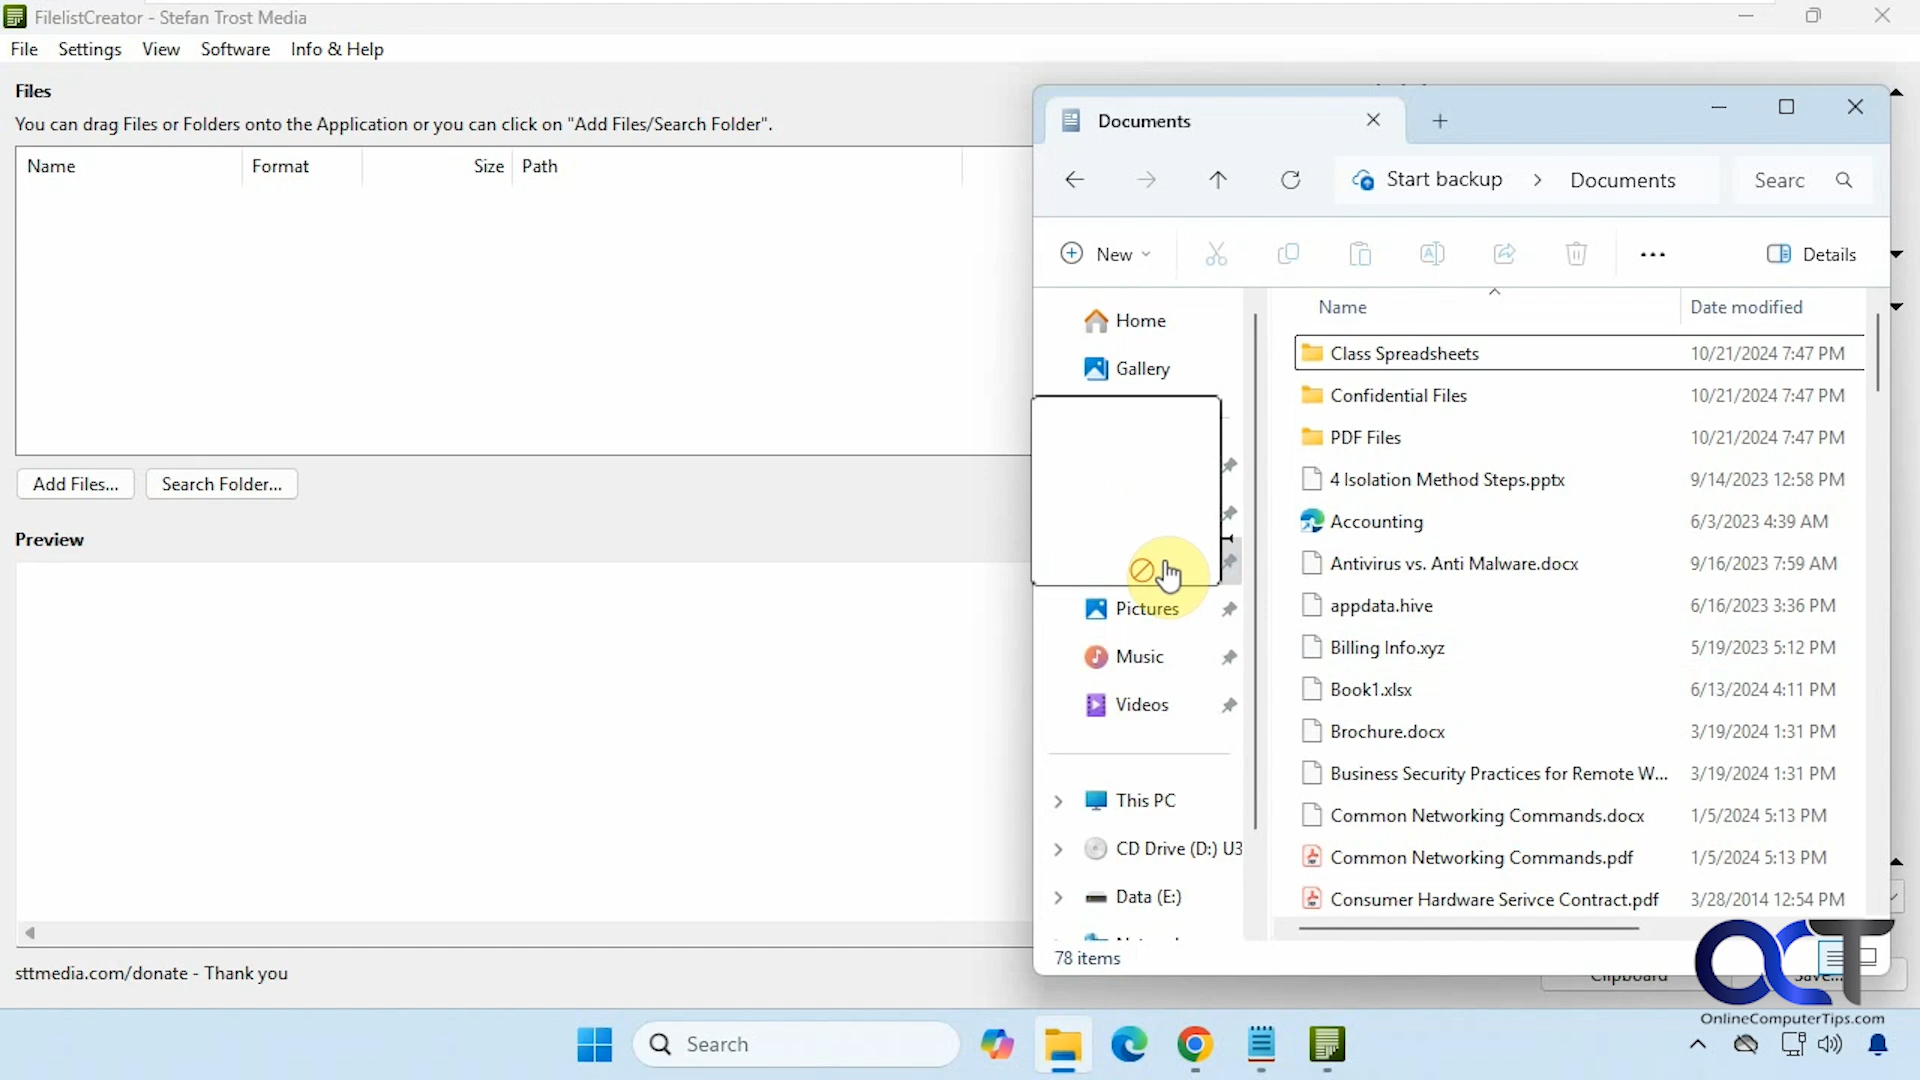 FilelistCreator - Stefan Trost Media
File Settings View Software Info & Help
Files
You can drag Files or Folders onto the Application or you can click on "Add Files/Search Folder".
Name Format Size Path
Add Files... Search Folder...
Preview
sttmedia.com/donate - Thank you
Documents
Start backup > Documents Searc
New Details
Name Date modified
Home
Gallery
Pictures
Music
Videos
This PC
CD Drive (D:) U3
Data (E:)
Class Spreadsheets 10/21/2024 7:47 PM
Confidential Files 10/21/2024 7:47 PM
PDF Files 10/21/2024 7:47 PM
4 Isolation Method Steps.pptx 9/14/2023 12:58 PM
Accounting 6/3/2023 4:39 AM
Antivirus vs. Anti Malware.docx 9/16/2023 7:59 AM
appdata.hive 6/16/2023 3:36 PM
Billing Info.xyz 5/19/2023 5:12 PM
Book1.xlsx 6/13/2024 4:11 PM
Brochure.docx 3/19/2024 1:31 PM
Business Security Practices for Remote W... 3/19/2024 1:31 PM
Common Networking Commands.docx 1/5/2024 5:13 PM
Common Networking Commands.pdf 1/5/2024 5:13 PM
Consumer Hardware Serivce Contract.pdf 3/28/2014 12:54 PM
78 items
Clipboard Save...
OCT
OnlineComputerTips.com
Search